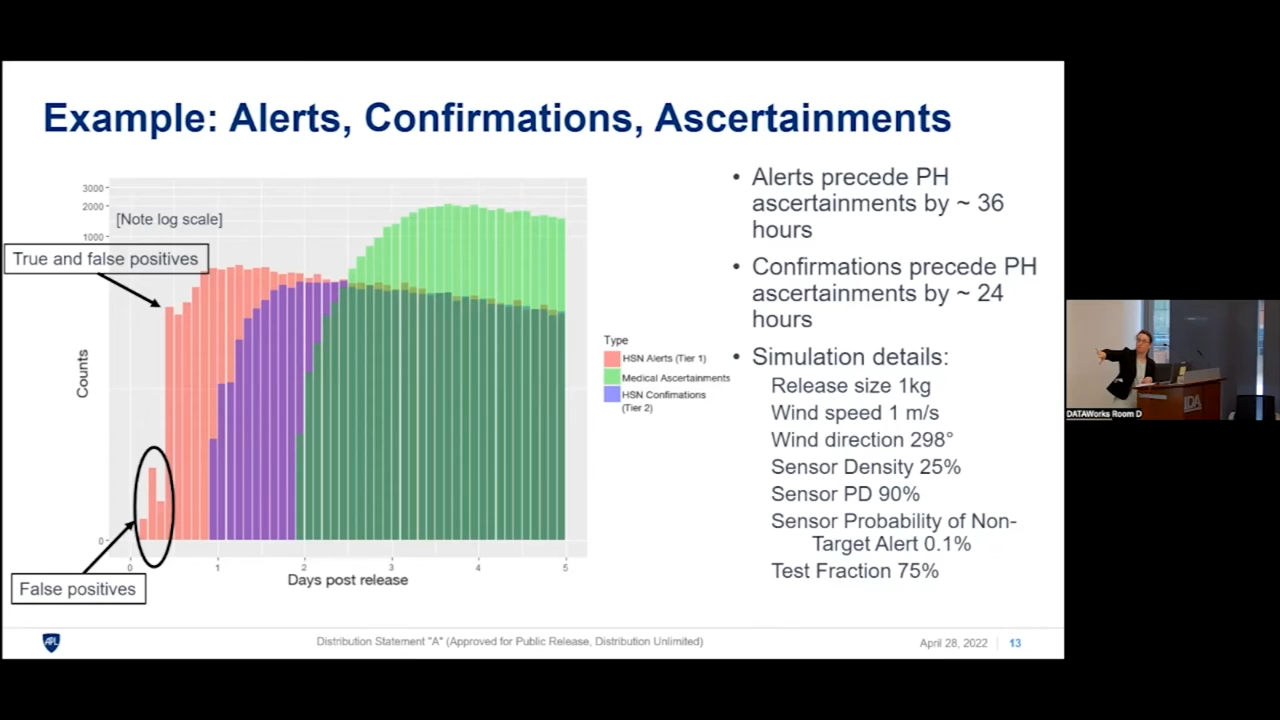 Example: Alerts, Confirmations, Ascertainments
3000
2000
1000
0
[Note log scale]
True and false positives
False positives
Counts
0 1 2 3 4 5
Days post release
Type
HSN Alerts (Tier 1)
Medical Ascertainments
HSN Confimations
(Tier 2)
• Alerts precede PH
ascertainments by ~ 36
hours
• Confirmations precede PH
ascertainments by ~ 24
hours
• Simulation details:
Release size 1kg
Wind speed 1 m/s
Wind direction 298°
Sensor Density 25%
Sensor PD 90%
Sensor Probability of Non-
Target Alert 0.1%
Test Fraction 75%
APL
Distribution Statement "A" (Approved for Public Release, Distribution Unlimited)
April 28, 2022 | 13
IDA
DATAWorks Room D